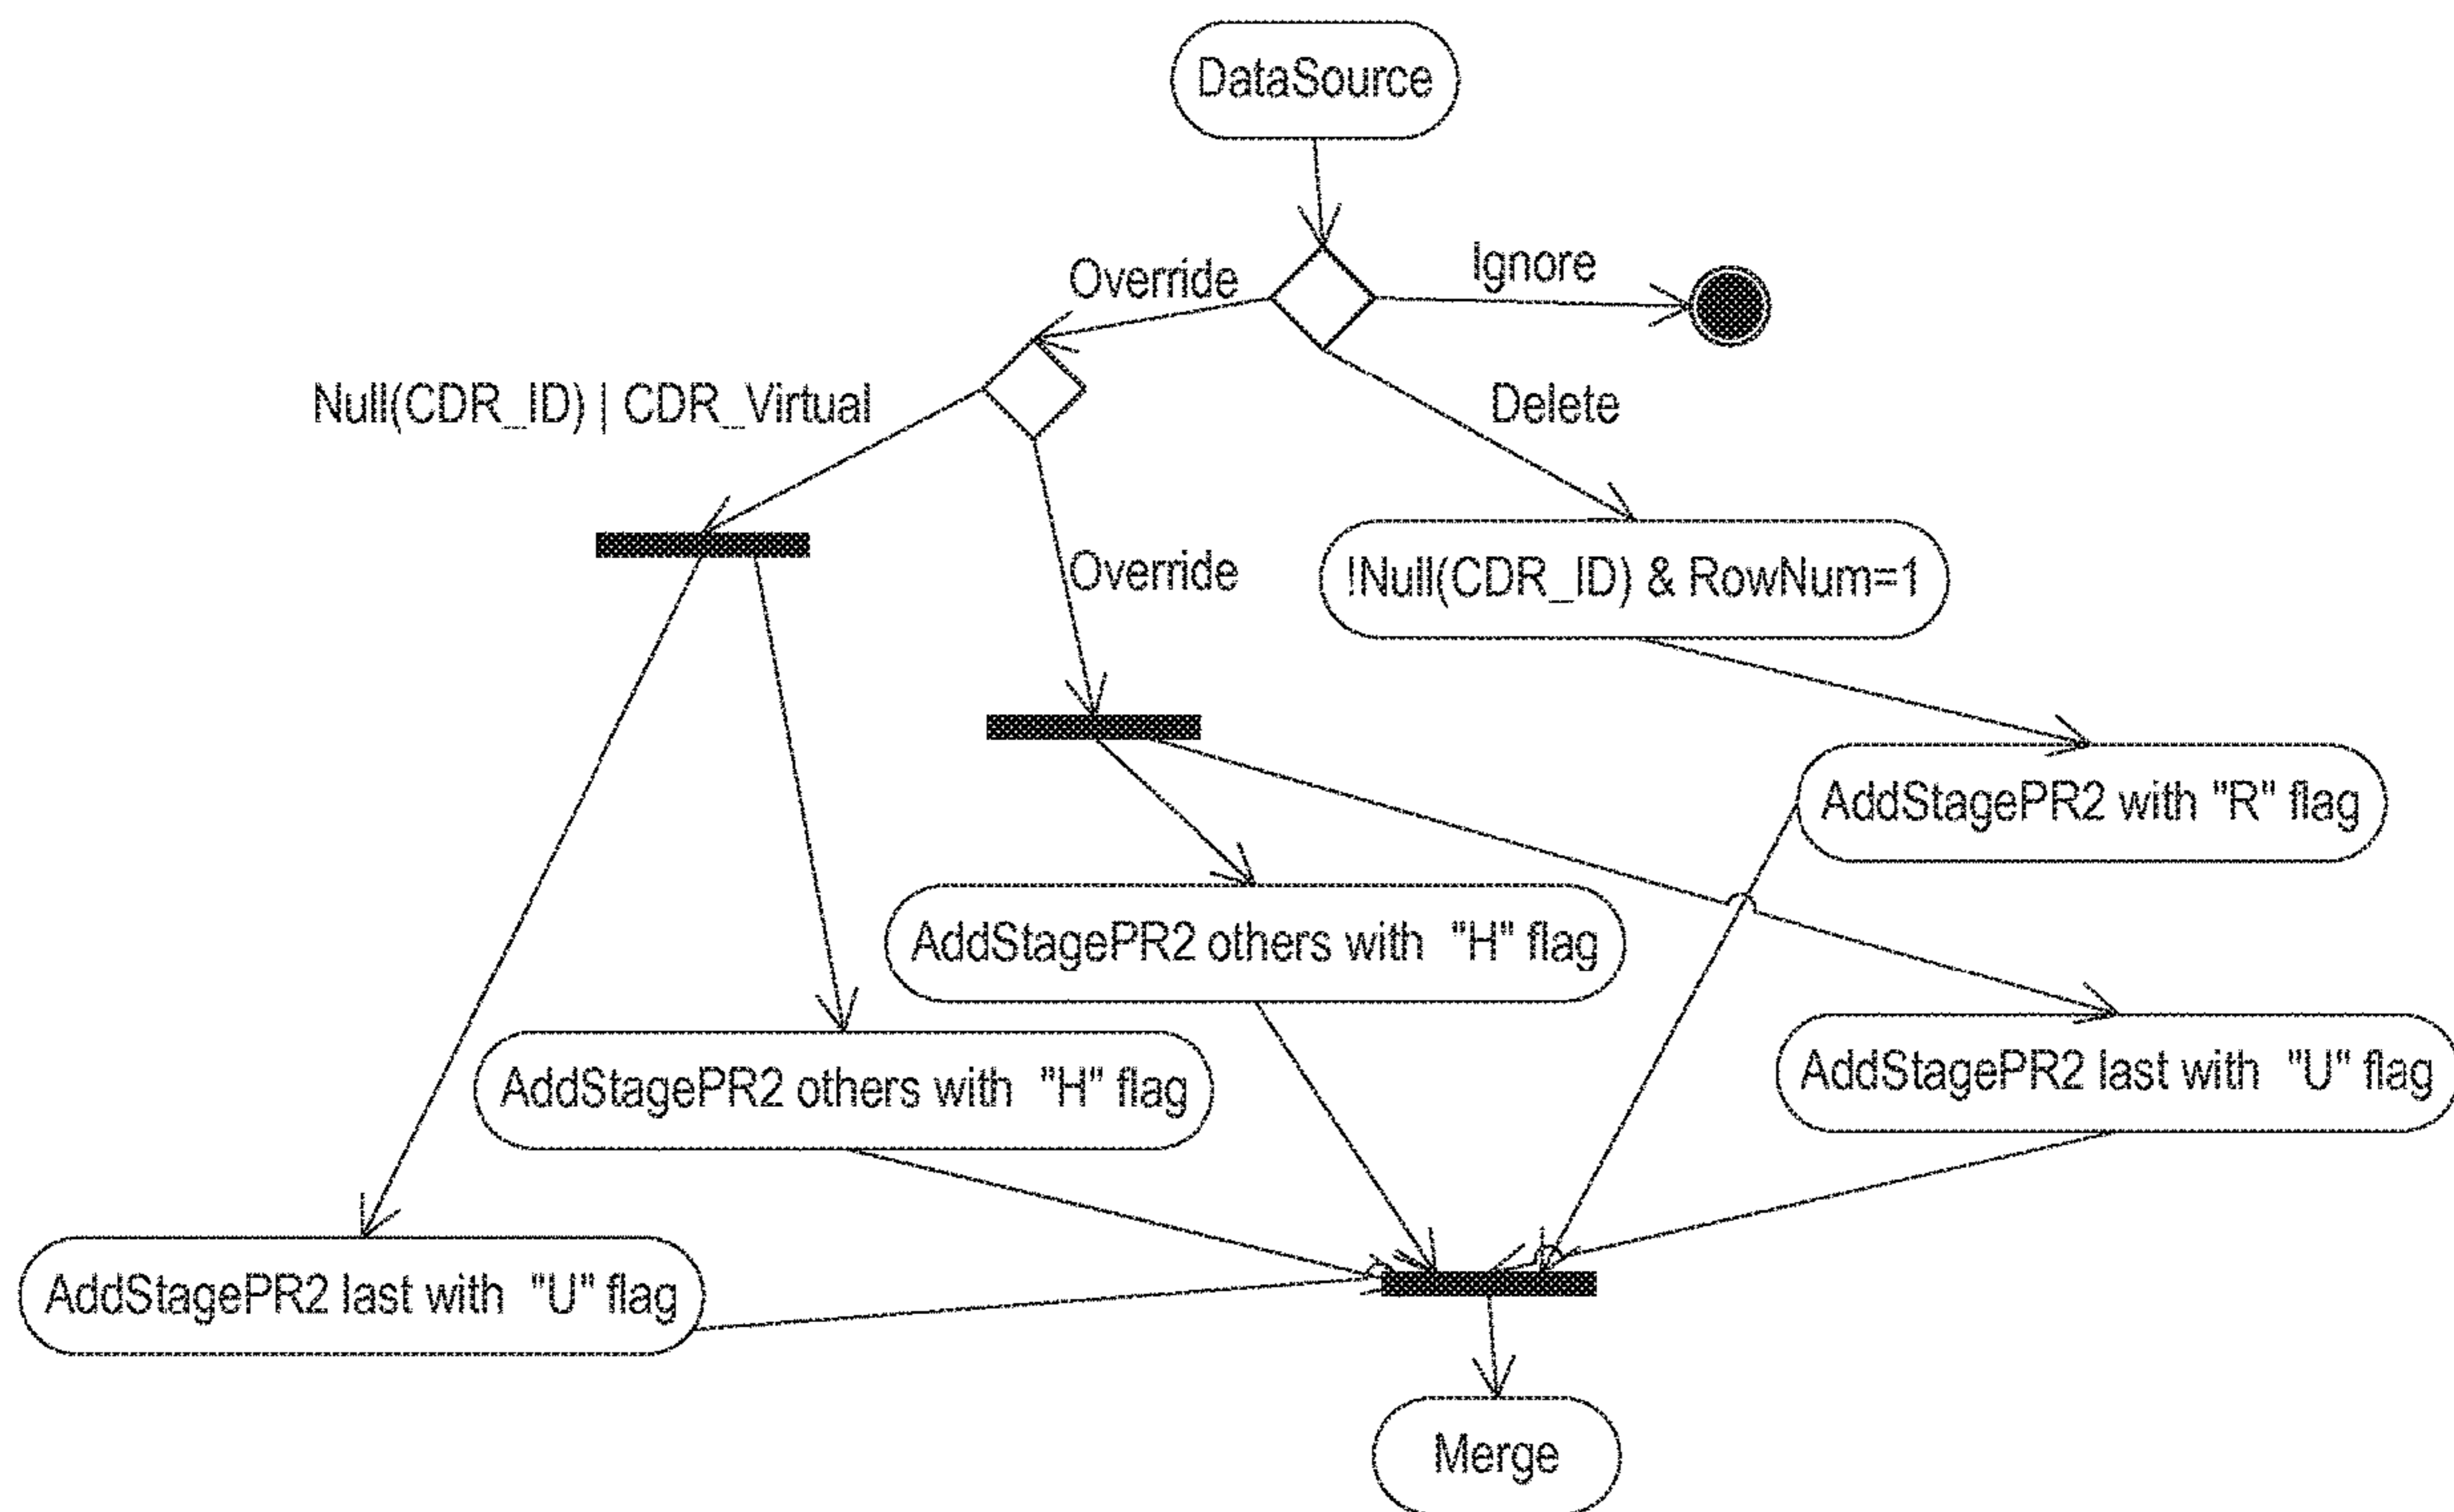 DataSource
Override
Ignore
Null(CDR_ID) | CDR_Virtual
Delete
Override
!Null(CDR_ID) & RowNum=1
AddStagePR2 with "R" flag
AddStagePR2 others with "H" flag
AddStagePR2 others with "H" flag
AddStagePR2 last with "U" flag
AddStagePR2 last with "U" flag
Merge